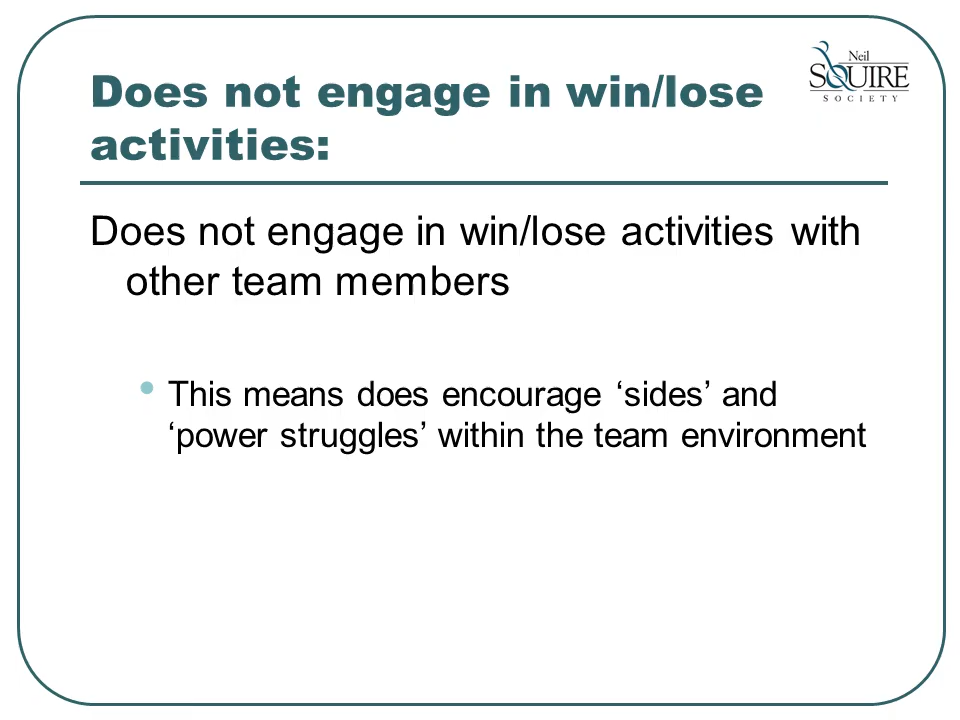 Neil
SQUIRE
SOCIETY
Does not engage in win/lose
activities:
Does not engage in win/lose activities with
other team members
• This means does encourage ‘sides’ and
‘power struggles’ within the team environment